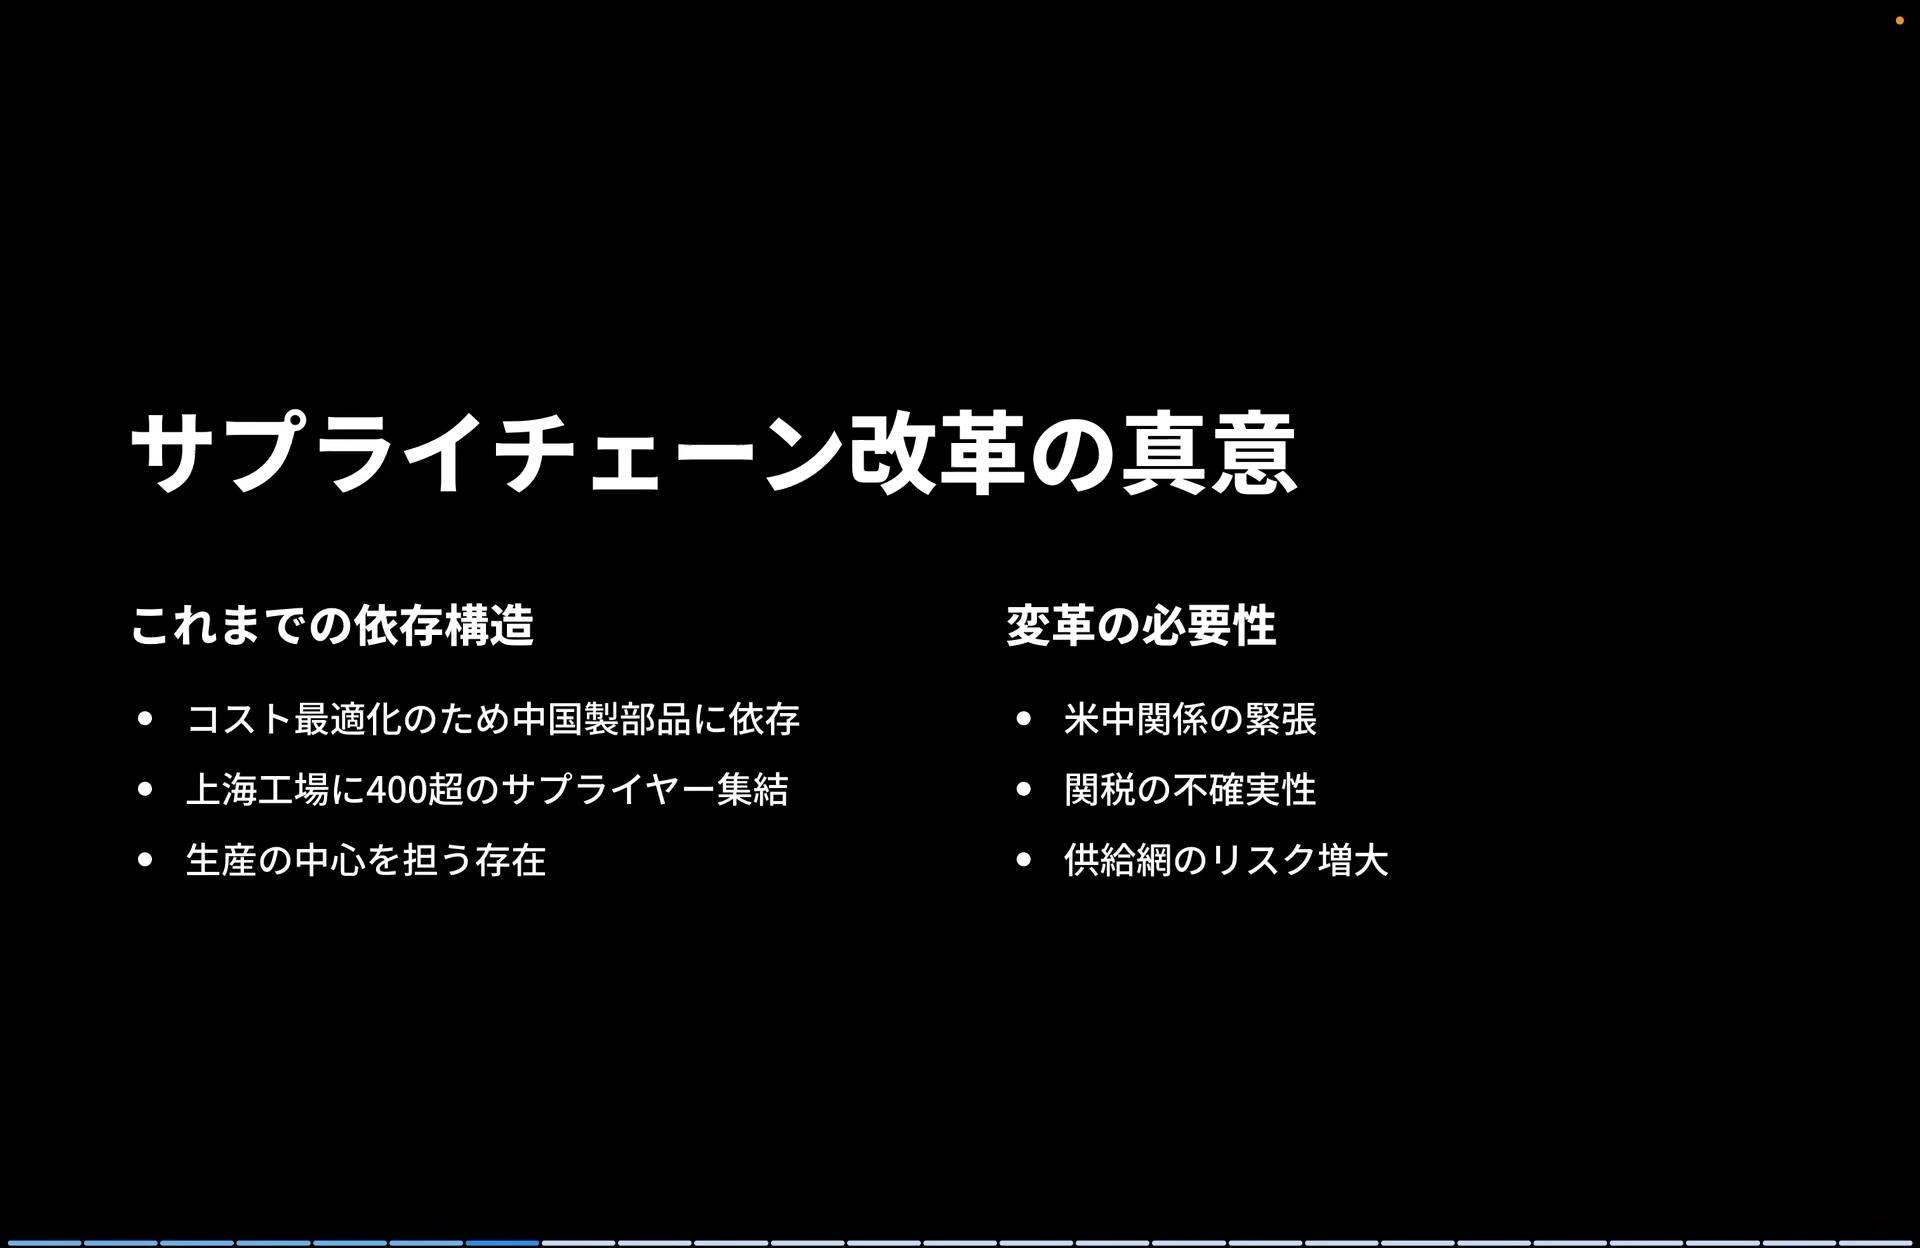 サプライチェーン改革の真意
これまでの依存構造
コスト最適化のため中国製部品に依存
上海工場に400超のサプライヤー集結
生産の中心を担う存在
変革の必要性
米中関係の緊張
関税の不確実性
供給網のリスク増大